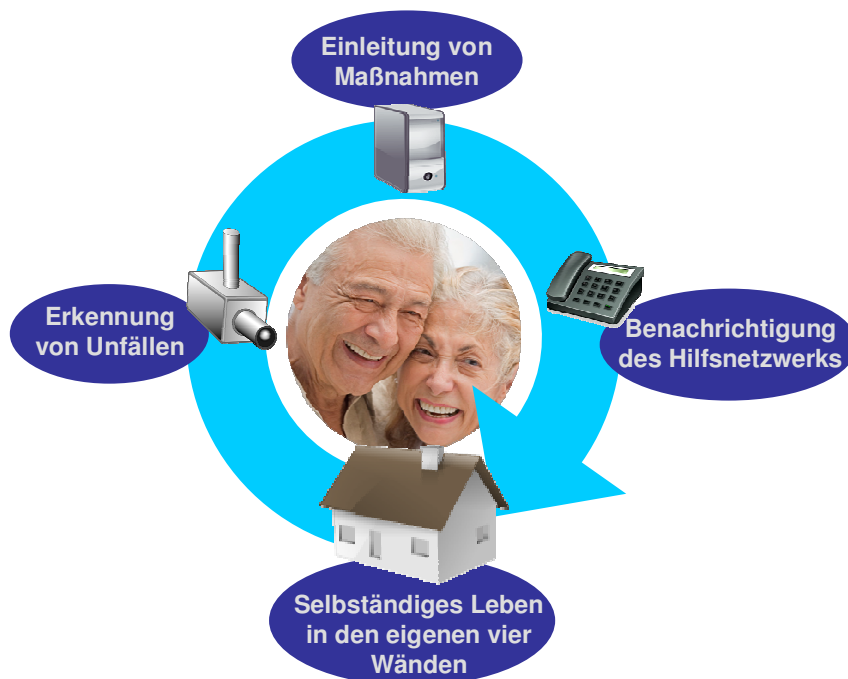 Einleitung von
Maßnahmen
Erkennung
von Unfällen
Benachrichtigung
des Hilfsnetzwerks
Selbständiges Leben
in den eigenen vier
Wänden